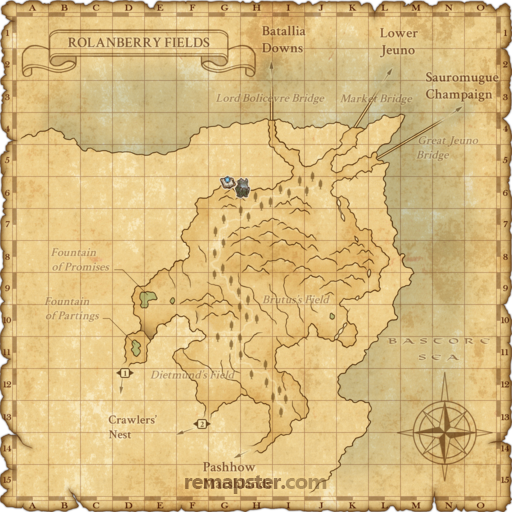 A B C D E F G H I J K L M N O
ROLANBERRY FIELDS
Batallia
Downs
Lower
Jeuno
Sauromugue
Champaign
Lord Bolicevre Bridge
Market Bridge
Great Jeuno
Bridge
Fountain
of Promises
Fountain
of Partings
Brutus's Field
BASTORE
SEA
Dietmund's Field
1
Crawlers'
Nest
2
Pashhow
remapster.com
A B C D E F G H I J K L M N O
1
2
3
4
5
6
7
8
9
10
11
12
13
14
15